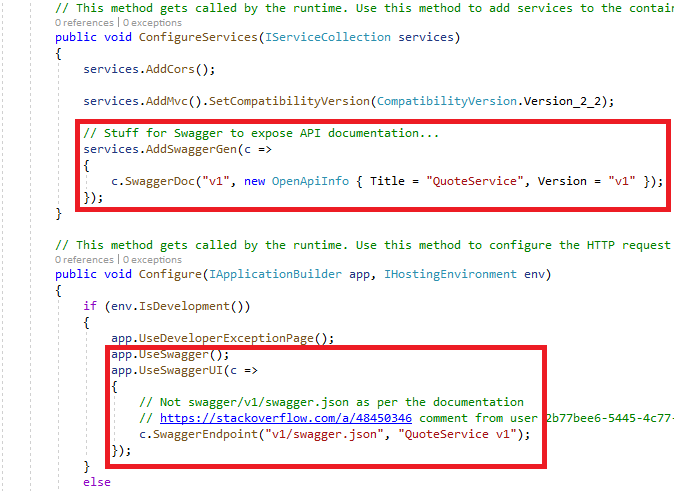 // This method gets called by the runtime. Use this method to add services to the contai
0 references | 0 exceptions
public void ConfigureServices(IServiceCollection services)
{
services.AddCors();
services.AddMvc().SetCompatibilityVersion(CompatibilityVersion.Version_2_2);
// Stuff for Swagger to expose API documentation...
services.AddSwaggerGen(c =>
{
c.SwaggerDoc("v1", new OpenApiInfo { Title = "QuoteService", Version = "v1" });
});
}
// This method gets called by the runtime. Use this method to configure the HTTP request
0 references | 0 exceptions
public void Configure(IApplicationBuilder app, IHostingEnvironment env)
{
if (env.IsDevelopment())
{
app.UseDeveloperExceptionPage();
app.UseSwagger();
app.UseSwaggerUI(c =>
{
// Not swagger/v1/swagger.json as per the documentation
// https://stackoverflow.com/a/48450346 comment from user 2b77bee6-5445-4c77-
c.SwaggerEndpoint("v1/swagger.json", "QuoteService v1");
});
}
else